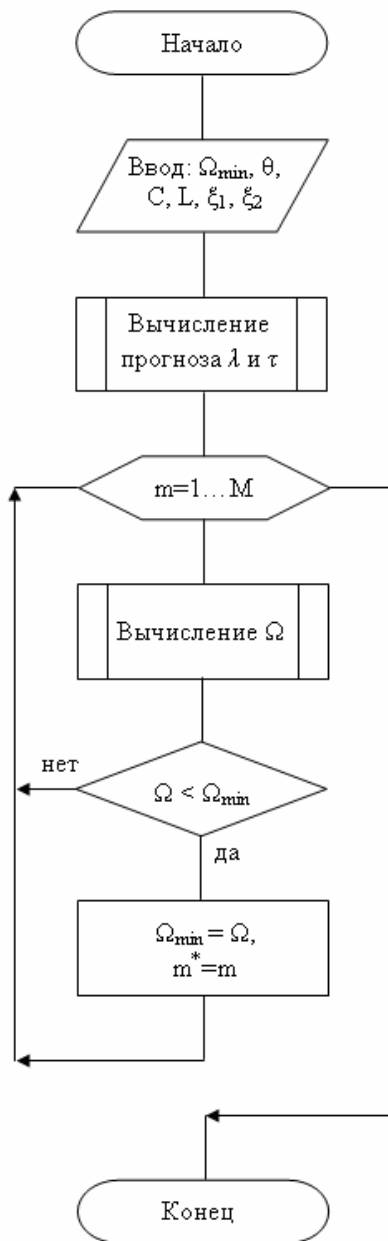 Начало
Ввод: Ωmin, θ,
C, L, ξ1, ξ2
Вычисление
прогноза λ и τ
m=1…M
Вычисление Ω
нет
Ω < Ωmin
да
Ωmin = Ω,
m*=m
Конец